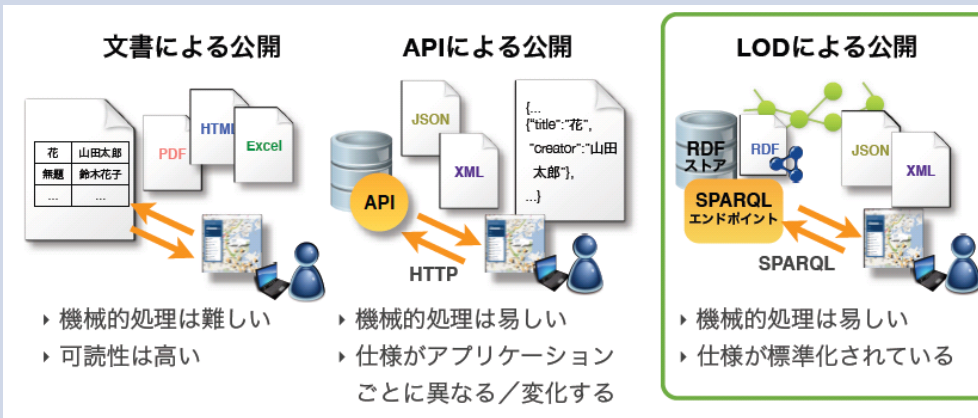 文書による公開
花 山田太郎
無題 鈴木花子
... ...
PDF
HTML
Excel
‣ 機械的処理は難しい
‣ 可読性は高い
APIによる公開
JSON
XML
API
{...
{"title":"花",
"creator":"山田
太郎"},
...}
HTTP
‣ 機械的処理は易しい
‣ 仕様がアプリケーション
ごとに異なる／変化する
LODによる公開
RDF
ストア
RDF
JSON
XML
SPARQL
エンドポイント
SPARQL
‣ 機械的処理は易しい
‣ 仕様が標準化されている